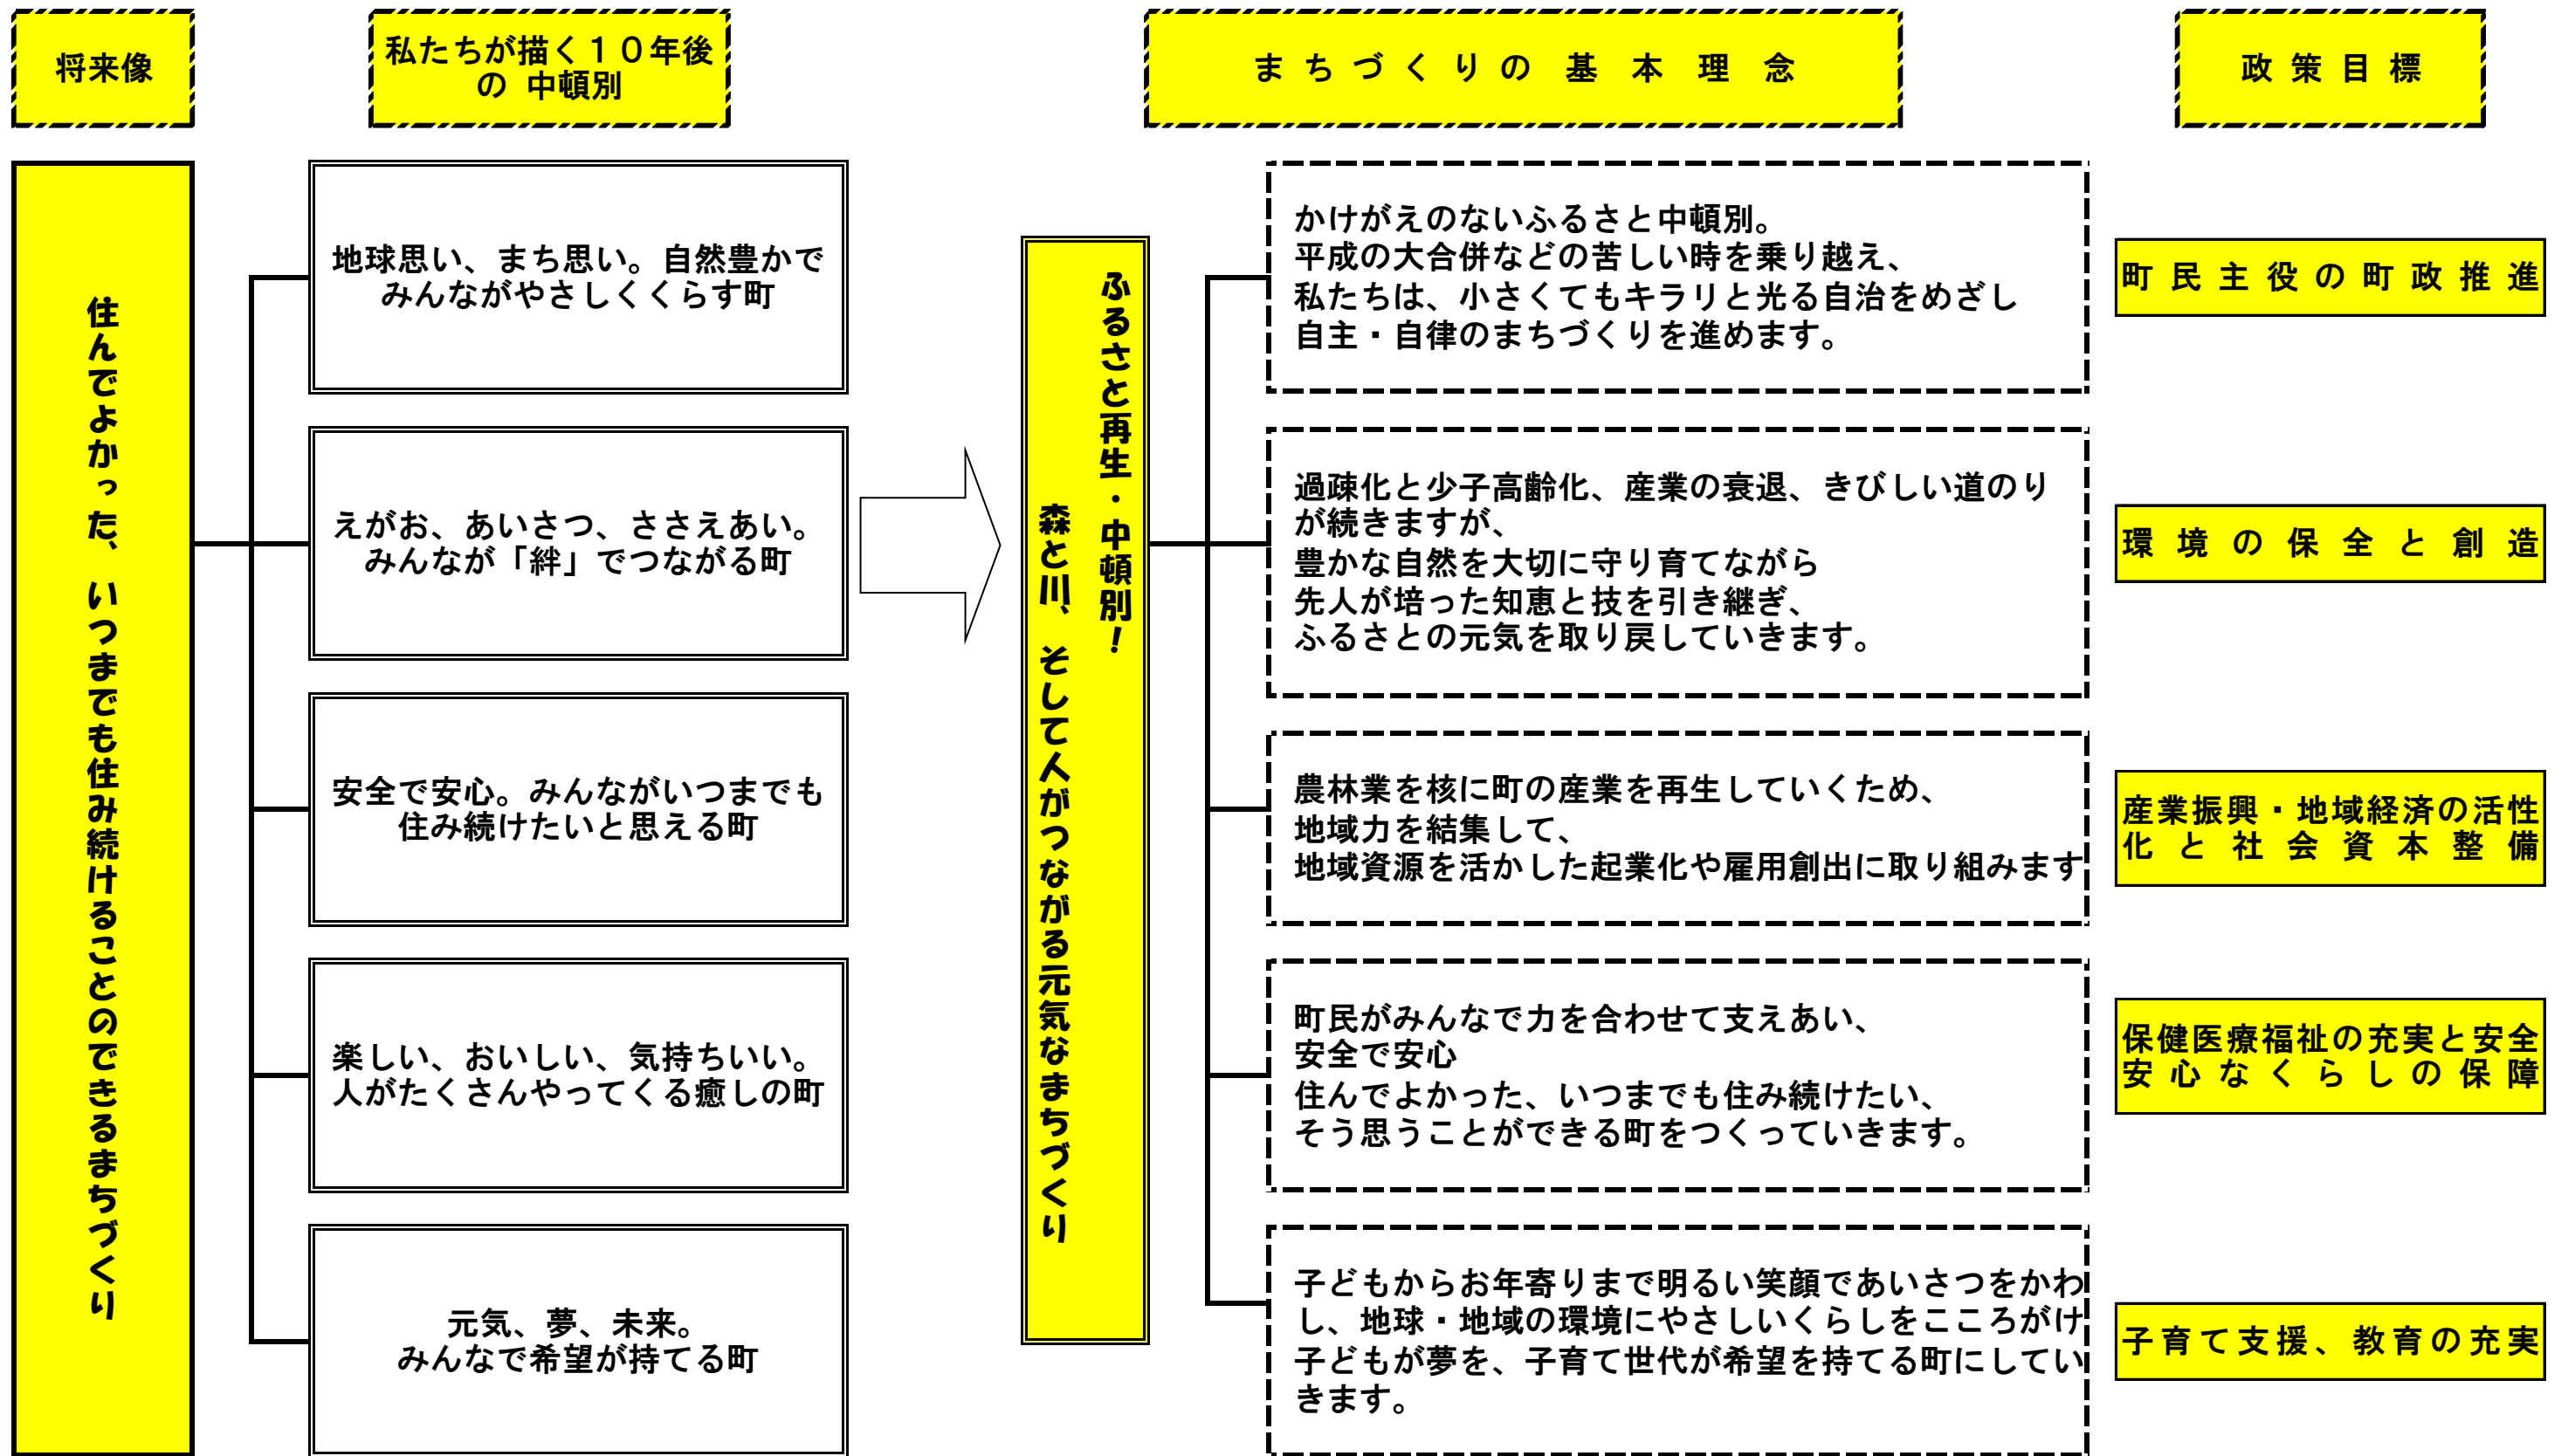 将来像
私たちが描く１０年後
の 中頓別
まちづくりの 基 本 理 念
政 策 目 標
住んでよかった、いつまでも住み続けることのできるまちづくり
地球思い、まち思い。自然豊かで
みんながやさしくくらす町
えがお、あいさつ、ささえあい。
みんなが「絆」でつながる町
安全で安心。みんながいつまでも
住み続けたいと思える町
楽しい、おいしい、気持ちいい。
人がたくさんやってくる癒しの町
元気、夢、未来。
みんなで希望が持てる町
ふるさと再生・中頓別！
森と川、そして人がつながる元気なまちづくり
かけがえのないふるさと中頓別。
平成の大合併などの苦しい時を乗り越え、
私たちは、小さくてもキラリと光る自治をめざし
自主・自律のまちづくりを進めます。
過疎化と少子高齢化、産業の衰退、きびしい道のり
が続きますが、
豊かな自然を大切に守り育てながら
先人が培った知恵と技を引き継ぎ、
ふるさとの元気を取り戻していきます。
農林業を核に町の産業を再生していくため、
地域力を結集して、
地域資源を活かした起業化や雇用創出に取り組みます
町民がみんなで力を合わせて支えあい、
安全で安心
住んでよかった、いつまでも住み続けたい、
そう思うことができる町をつくっていきます。
子どもからお年寄りまで明るい笑顔であいさつをかわ
し、地球・地域の環境にやさしいくらしをこころがけ
子どもが夢を、子育て世代が希望を持てる町にしてい
きます。
町民主役の町政推進
環境の保全と創造
産業振興・地域経済の活性
化と社会資本整備
保健医療福祉の充実と安全
安心なくらしの保障
子育て支援、教育の充実